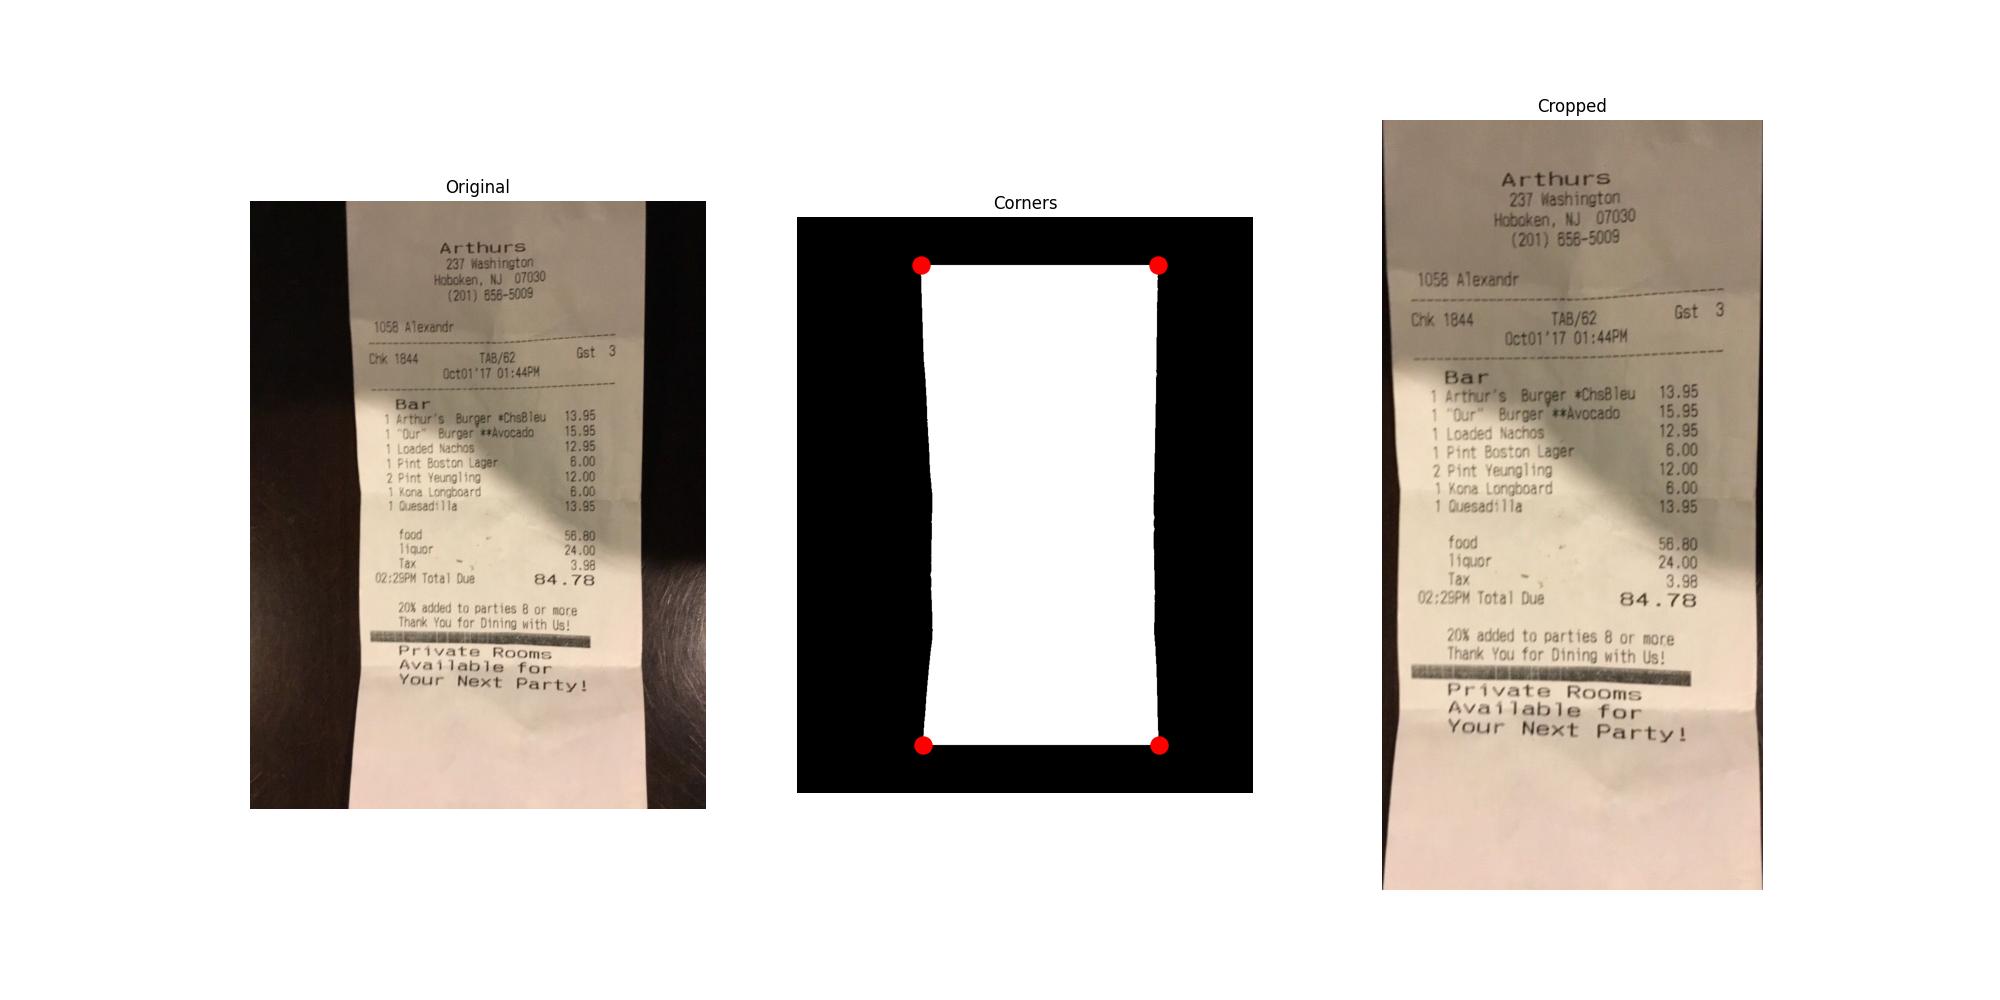 Original
Arthurs
237 Washington
Hoboken, NJ 07030
(201) 656-5009
1058 Alexandr
Chk 1844 TAB/62 Gst 3
Oct01'17 01:44PM
Bar
1 Arthur's Burger *ChsBleu 13.95
1 "Our" Burger **Avocado 15.95
1 Loaded Nachos 12.95
1 Pint Boston Lager 6.00
2 Pint Yeungling 12.00
1 Kona Longboard 6.00
1 Quesadilla 13.95
food 56.80
liquor 24.00
Tax 3.98
02:29PM Total Due 84.78
20% added to parties 8 or more
Thank You for Dining with Us!
Private Rooms
Available for
Your Next Party!
Corners
Cropped
Arthurs
237 Washington
Hoboken, NJ 07030
(201) 656-5009
1058 Alexandr
Chk 1844 TAB/62 Gst 3
Oct01'17 01:44PM
Bar
1 Arthur's Burger *ChsBleu 13.95
1 "Our" Burger **Avocado 15.95
1 Loaded Nachos 12.95
1 Pint Boston Lager 6.00
2 Pint Yeungling 12.00
1 Kona Longboard 6.00
1 Quesadilla 13.95
food 56.80
liquor 24.00
Tax 3.98
02:29PM Total Due 84.78
20% added to parties 8 or more
Thank You for Dining with Us!
Private Rooms
Available for
Your Next Party!